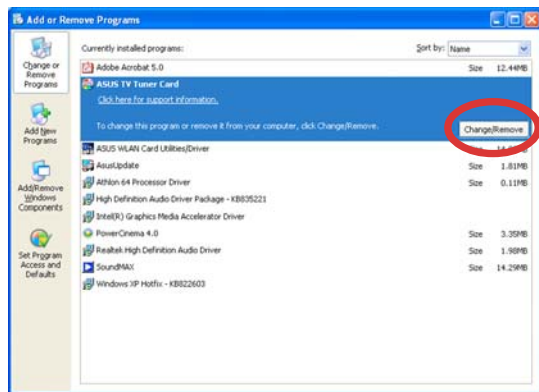 Add or Remove Programs
Change or
Remove
Programs
Add New
Programs
Add/Remove
Windows
Components
Set Program
Access and
Defaults
Currently installed programs:
Sort by: Name
Adobe Acrobat 5.0 Size 12.44MB
ASUS TV Tuner Card
Click here for support information.
To change this program or remove it from your computer, click Change/Remove.
Change/Remove
ASUS WLAN Card Utilities/Driver
AsusUpdate Size 1.81MB
Athlon 64 Processor Driver Size 0.11MB
High Definition Audio Driver Package - KB835221
Intel(R) Graphics Media Accelerator Driver
PowerCinema 4.0 Size 3.35MB
Realtek High Definition Audio Driver Size 1.98MB
SoundMAX Size 14.29MB
Windows XP Hotfix - KB822603